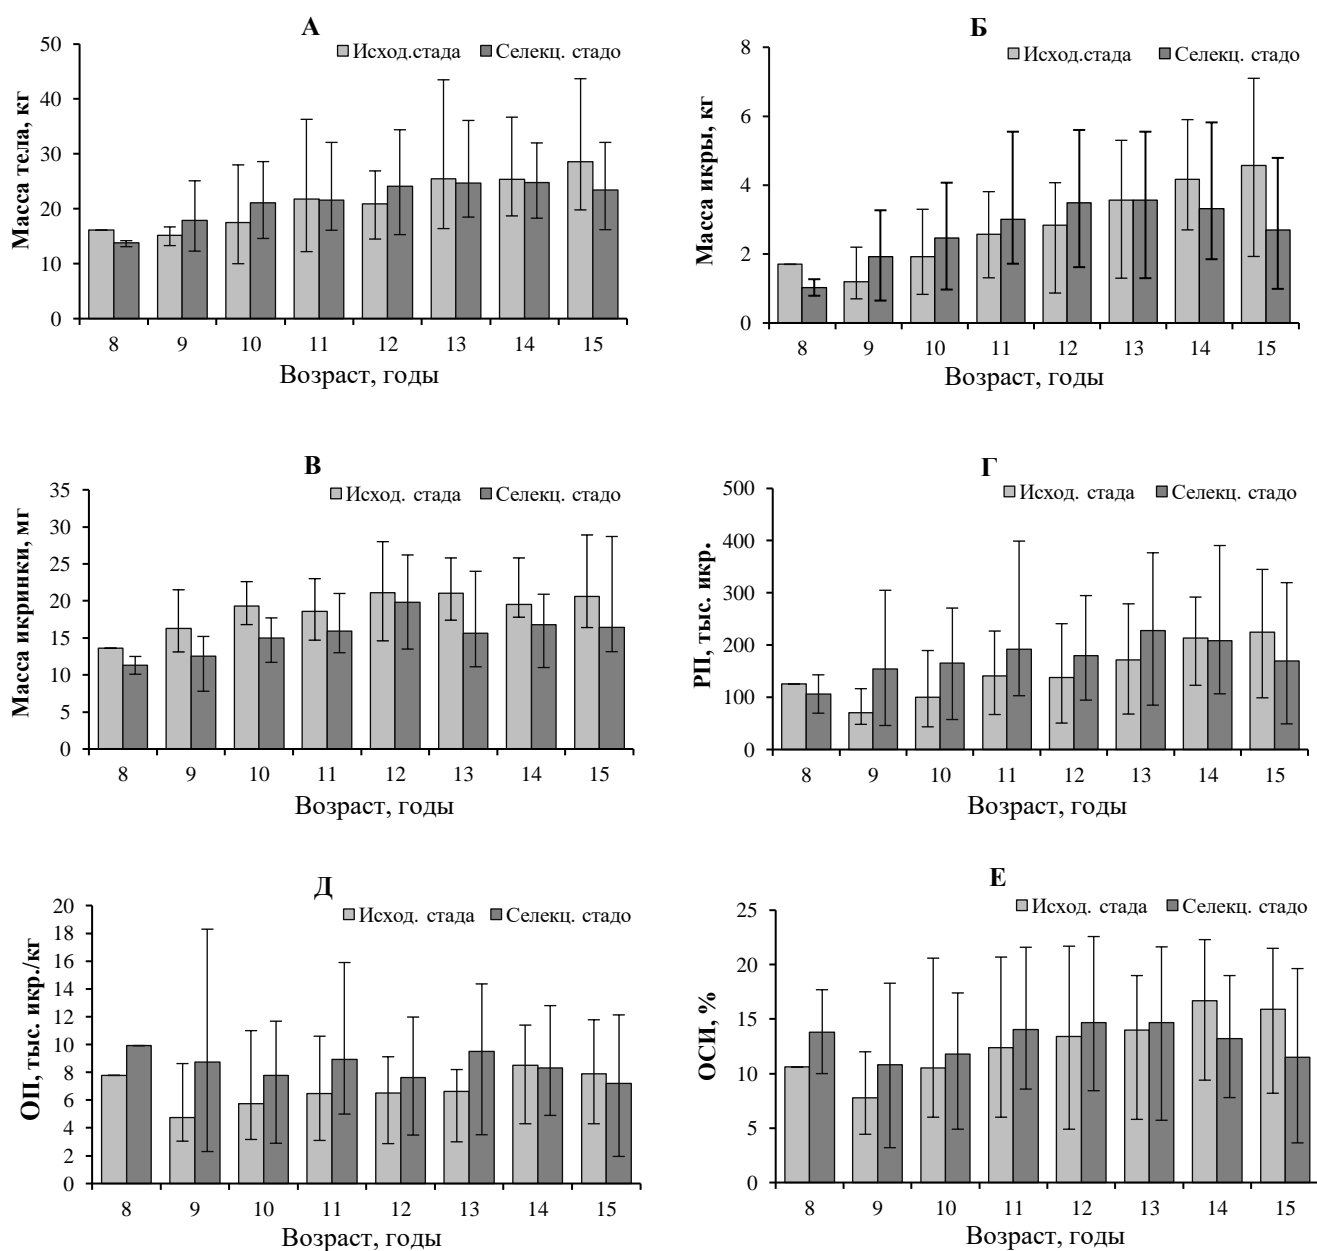 А
Исход.стада Селекц. стадо
Масса тела, кг
50
40
30
20
10
0
8 9 10 11 12 13 14 15
Возраст, годы
Б
Исход.стада Селекц. стадо
Масса икры, кг
8
6
4
2
0
8 9 10 11 12 13 14 15
Возраст, годы
В
Исход. стада Селекц. стадо
Масса икринки, мг
35
30
25
20
15
10
5
0
8 9 10 11 12 13 14 15
Возраст, годы
Г
Исход. стада Селекц. стадо
РП, тыс. икр.
500
400
300
200
100
0
8 9 10 11 12 13 14 15
Возраст, годы
Д
Исход. стада Селекц. стадо
ОП, тыс. икр./кг
20
18
16
14
12
10
8
6
4
2
0
8 9 10 11 12 13 14 15
Возраст, годы
Е
Исход. стада Селекц. стадо
ОСИ, %
25
20
15
10
5
0
8 9 10 11 12 13 14 15
Возраст, годы